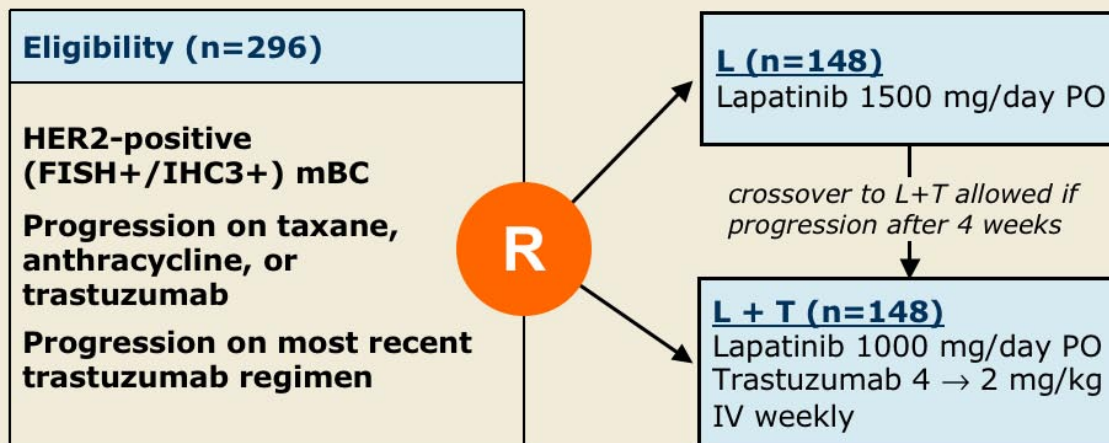 Eligibility (n=296)
HER2-positive
(FISH+/IHC3+) mBC
Progression on taxane,
anthracycline, or
trastuzumab
Progression on most recent
trastuzumab regimen
R
L (n=148)
Lapatinib 1500 mg/day PO
crossover to L+T allowed if
progression after 4 weeks
L + T (n=148)
Lapatinib 1000 mg/day PO
Trastuzumab 4 → 2 mg/kg
IV weekly